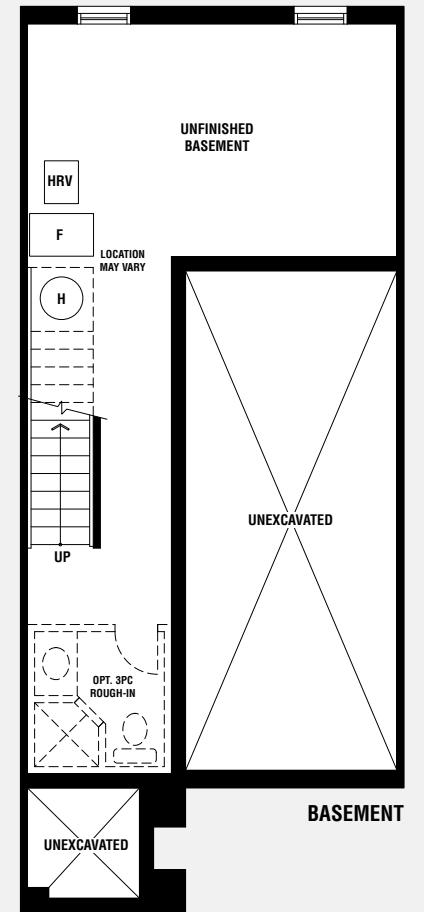 UNFINISHED
BASEMENT
HRV
F
LOCATION
MAY VARY
H
UNEXCAVATED
UP
OPT. 3PC
ROUGH-IN
BASEMENT
UNEXCAVATED